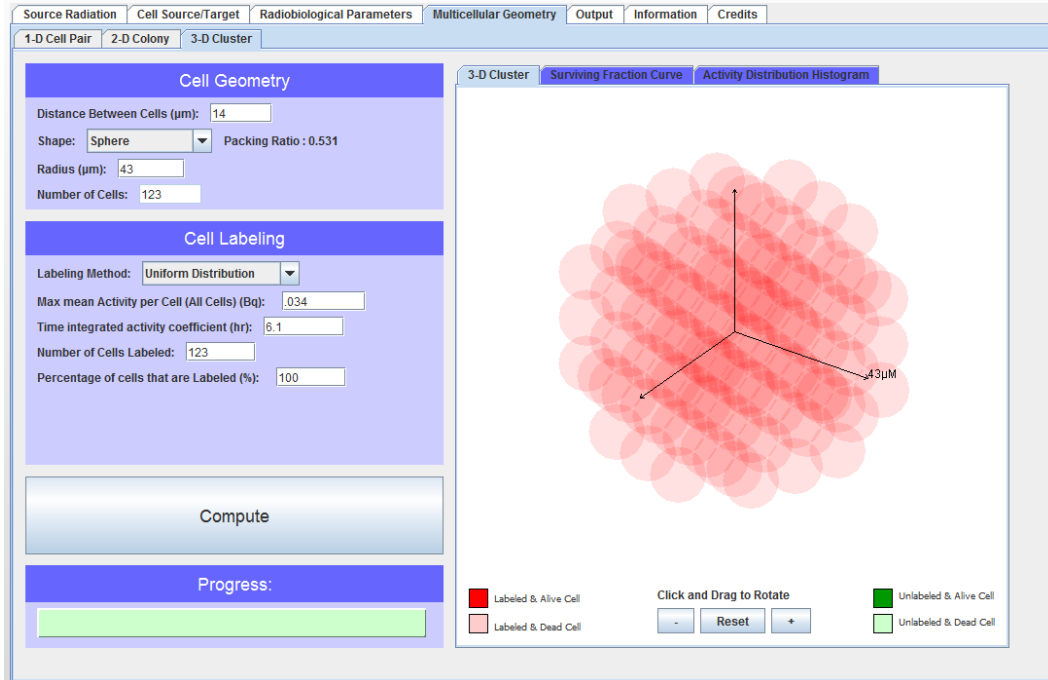 Source Radiation Cell Source/Target Radiobiological Parameters Multicellular Geometry Output Information Credits
1-D Cell Pair 2-D Colony 3-D Cluster
Cell Geometry
Distance Between Cells (µm): 14
Shape: Sphere Packing Ratio : 0.531
Radius (µm): 43
Number of Cells: 123
Cell Labeling
Labeling Method: Uniform Distribution
Max mean Activity per Cell (All Cells) (Bq): .034
Time integrated activity coefficient (hr): 6.1
Number of Cells Labeled: 123
Percentage of cells that are Labeled (%): 100
Compute
Progress:
3-D Cluster Surviving Fraction Curve Activity Distribution Histogram
43µM
Labeled & Alive Cell
Labeled & Dead Cell
Click and Drag to Rotate
- Reset +
Unlabeled & Alive Cell
Unlabeled & Dead Cell